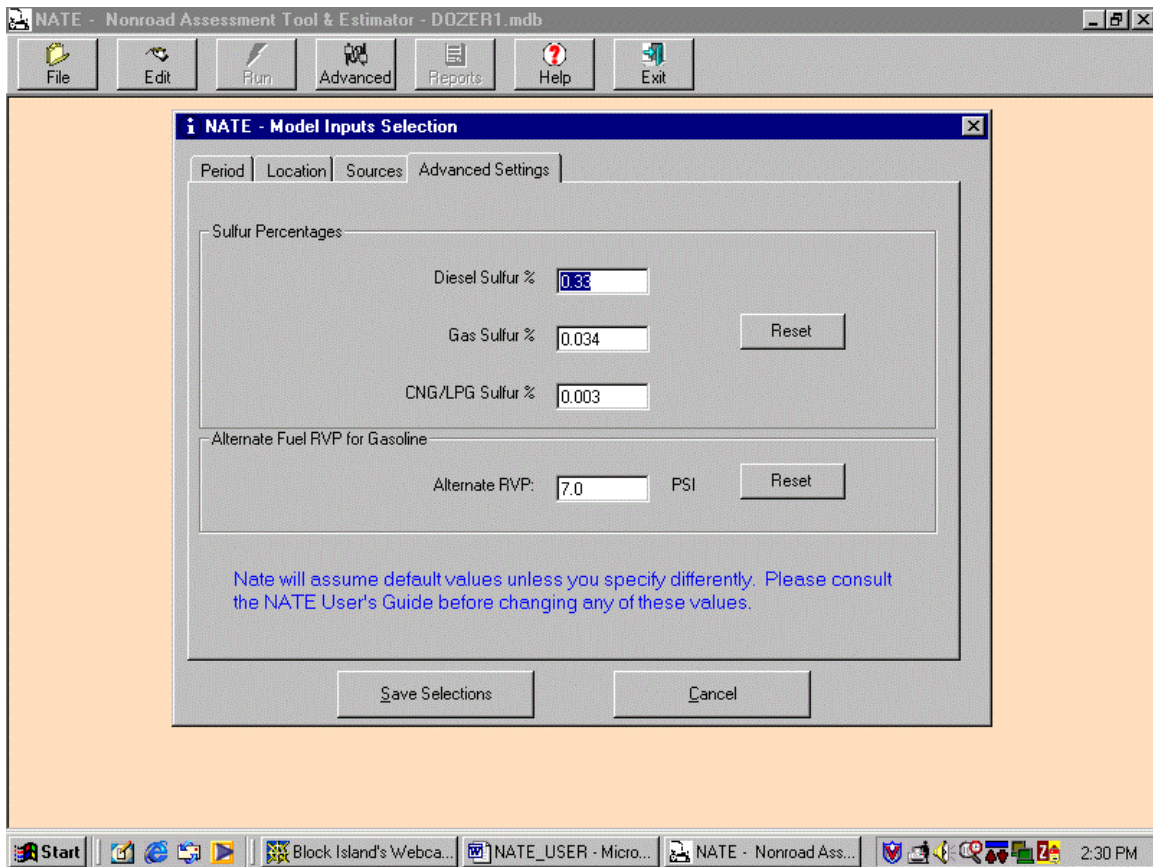 NATE - Nonroad Assessment Tool & Estimator - DOZER1.mdb
File Edit Run Advanced Reports Help Exit
NATE - Model Inputs Selection
Period Location Sources Advanced Settings
Sulfur Percentages
Diesel Sulfur % 0.33
Gas Sulfur % 0.034 Reset
CNG/LPG Sulfur % 0.003
Alternate Fuel RVP for Gasoline
Alternate RVP: 7.0 PSI Reset
Nate will assume default values unless you specify differently. Please consult
the NATE User's Guide before changing any of these values.
Save Selections Cancel
Start Block Island's Webca... NATE_USER - Micro... NATE - Nonroad Ass... 2:30 PM